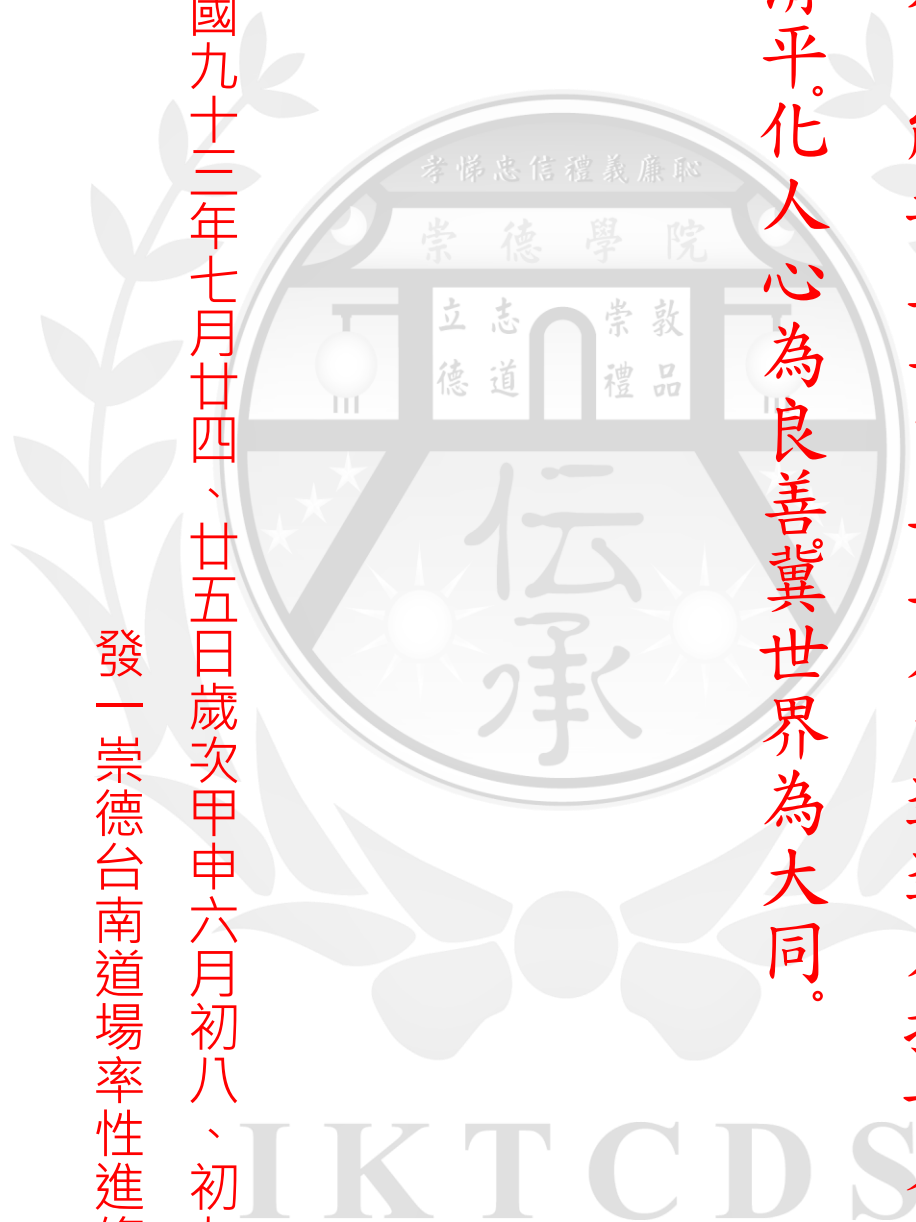 清平。化人心為良善。冀世界為大同。
國九十三年七月廿四、廿五日歲次甲申六月初八、初
發一崇德台南道場率性進
孝悌忠信禮義廉恥
崇德學院
敦品崇禮
志道立德
伝承
IKTCDS